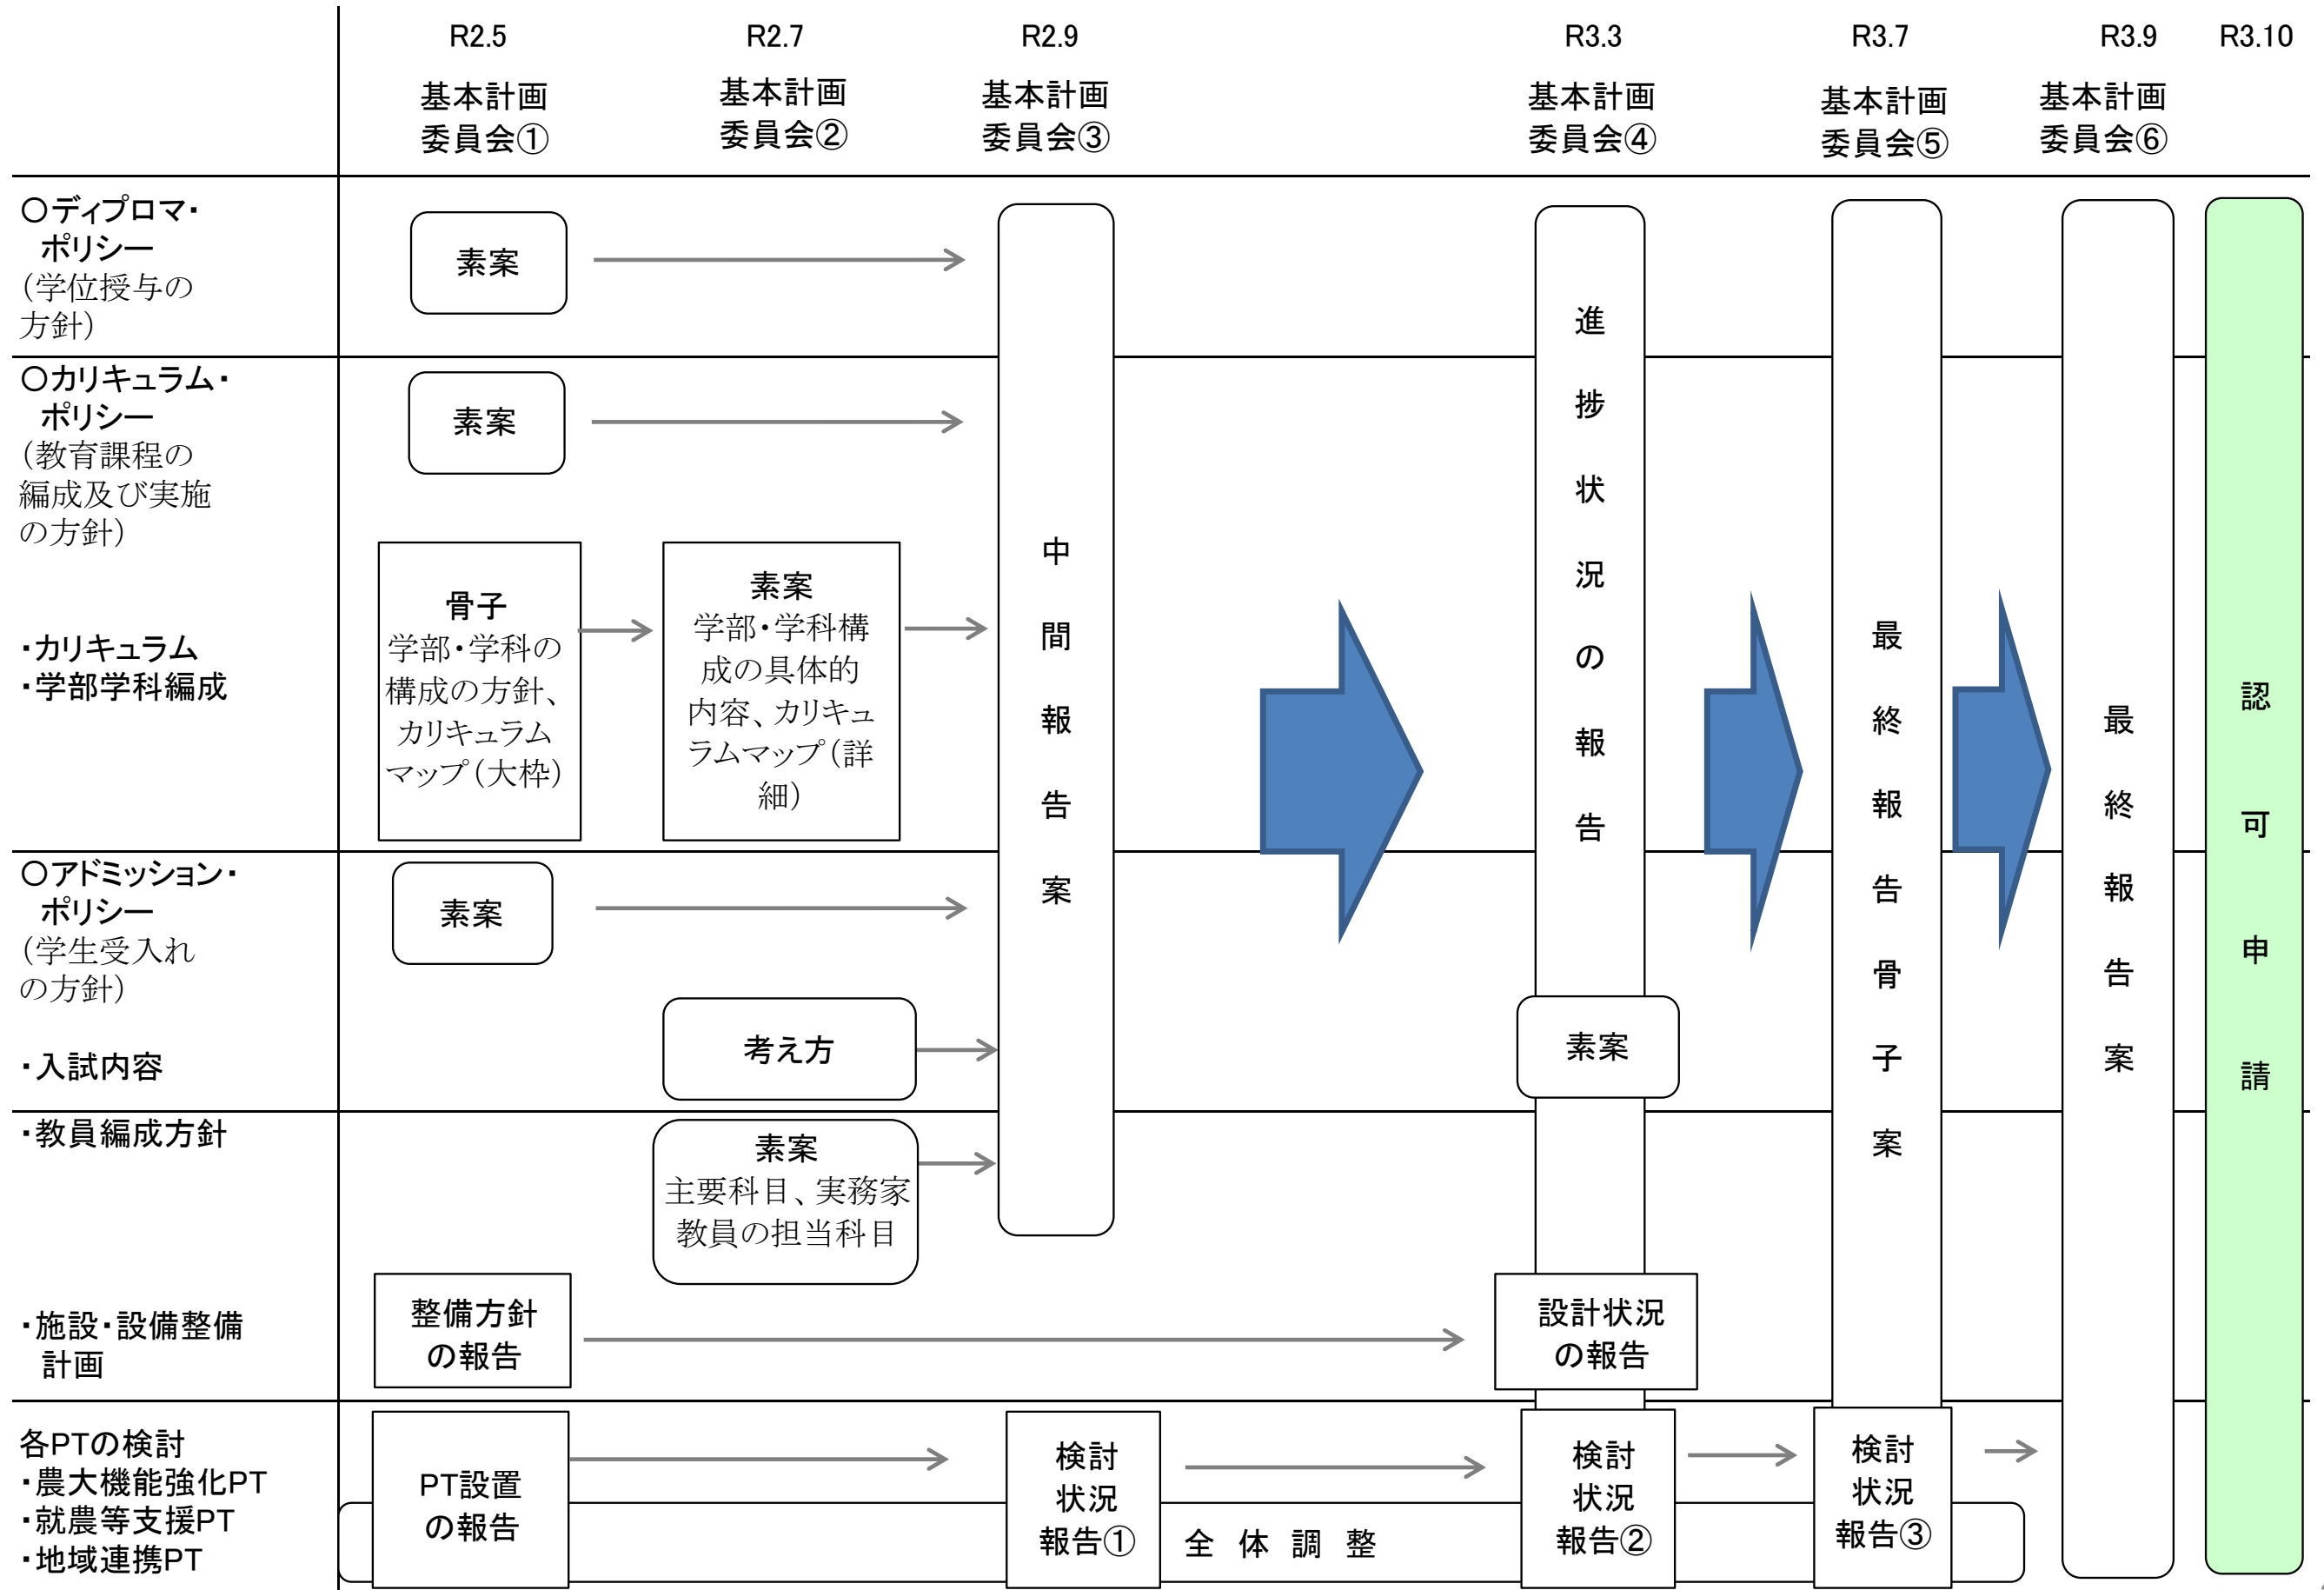 R2.5
R2.7
R2.9
R3.3
R3.7
R3.9
R3.10
基本計画
委員会①
基本計画
委員会②
基本計画
委員会③
基本計画
委員会④
基本計画
委員会⑤
基本計画
委員会⑥
○ディプロマ・
ポリシー
（学位授与の
方針）
素案
○カリキュラム・
ポリシー
（教育課程の
編成及び実施
の方針）
素案
・カリキュラム
・学部学科編成
骨子
学部・学科の
構成の方針、
カリキュラム
マップ（大枠）
素案
学部・学科構
成の具体的
内容、カリキュ
ラムマップ（詳
細）
中間報告案
進捗状況の報告
最終報告骨子案
最終報告案
認可申請
○アドミッション・
ポリシー
（学生受入れ
の方針）
素案
・入試内容
考え方
素案
・教員編成方針
素案
主要科目、実務家
教員の担当科目
・施設・設備整備
計画
整備方針
の報告
設計状況
の報告
各PTの検討
・農大機能強化PT
・就農等支援PT
・地域連携PT
PT設置
の報告
検討
状況
報告①
全体調整
検討
状況
報告②
検討
状況
報告③